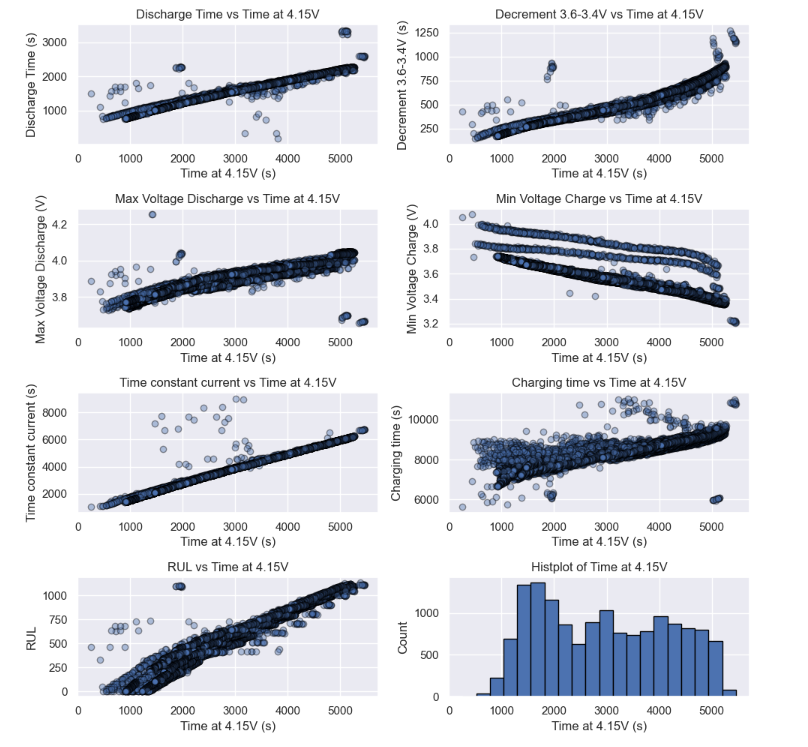 Discharge Time vs Time at 4.15V
Discharge Time (s)
3000
2000
1000
0 1000 2000 3000 4000 5000
Time at 4.15V (s)
Decrement 3.6-3.4V vs Time at 4.15V
Decrement 3.6-3.4V (s)
1250
1000
750
500
250
0 1000 2000 3000 4000 5000
Time at 4.15V (s)
Max Voltage Discharge vs Time at 4.15V
Max Voltage Discharge (V)
4.2
4.0
3.8
0 1000 2000 3000 4000 5000
Time at 4.15V (s)
Min Voltage Charge vs Time at 4.15V
Min Voltage Charge (V)
4.0
3.8
3.6
3.4
3.2
0 1000 2000 3000 4000 5000
Time at 4.15V (s)
Time constant current vs Time at 4.15V
Time constant current (s)
8000
6000
4000
2000
0 1000 2000 3000 4000 5000
Time at 4.15V (s)
Charging time vs Time at 4.15V
Charging time (s)
10000
8000
6000
0 1000 2000 3000 4000 5000
Time at 4.15V (s)
RUL vs Time at 4.15V
RUL
1000
750
500
250
0
0 1000 2000 3000 4000 5000
Time at 4.15V (s)
Histplot of Time at 4.15V
Count
1000
500
0
0 1000 2000 3000 4000 5000
Time at 4.15V (s)